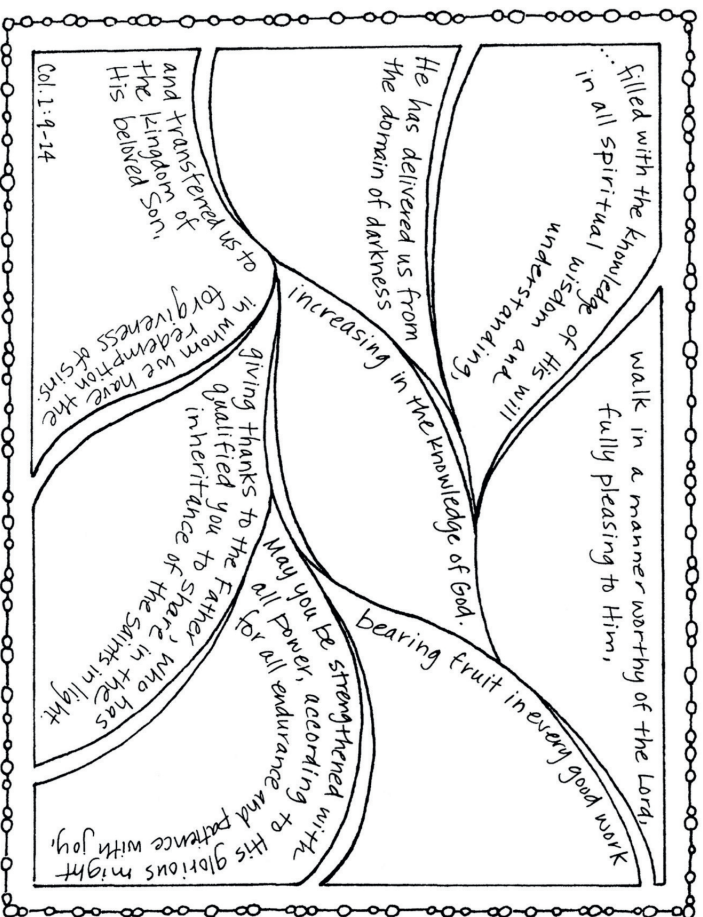 ...filled with the knowledge of His will
in all spiritual wisdom and
understanding,
walk in a manner worthy of the Lord,
fully pleasing to Him,
bearing fruit in every good work
increasing in the knowledge of God.
May you be strengthened with
all power, according to His glorious might
for all endurance and patience with joy,
giving thanks to the Father, who has
qualified you to share in the
inheritance of the saints in light.
He has delivered us from
the domain of darkness
and transferred us to
the kingdom of
His beloved Son,
in whom we have
redemption the
forgiveness of sins.
Col. 1:9-14